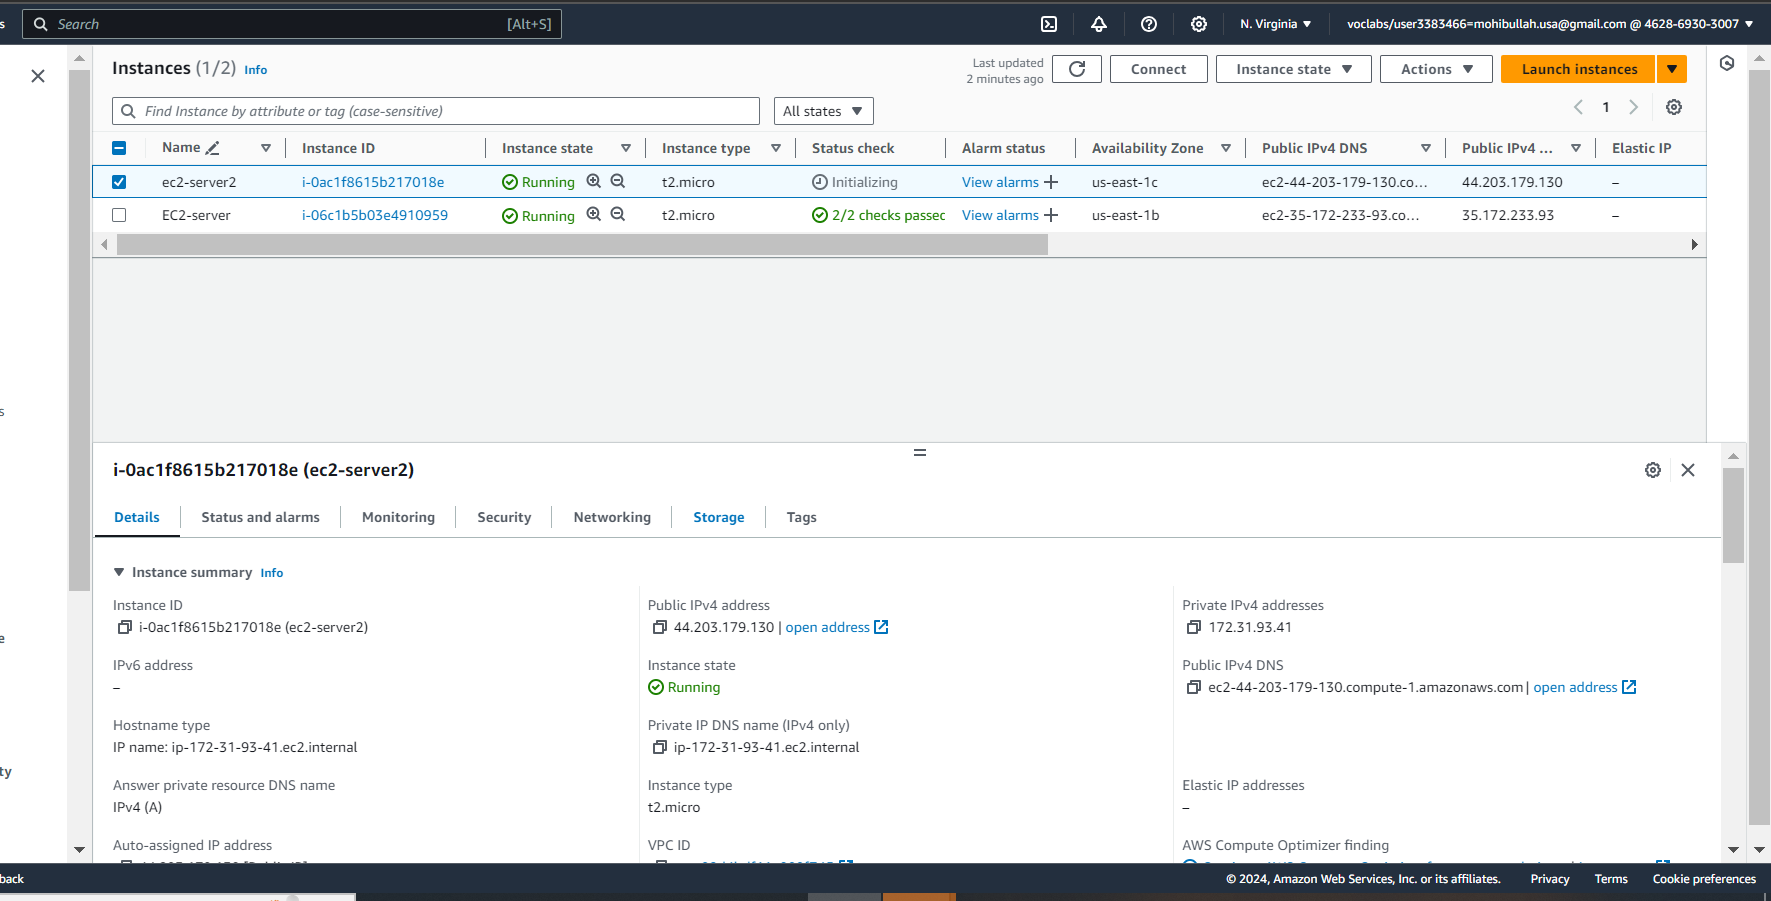 s Search [Alt+S] N. Virginia ▼ voclabs/user3383466=mohibullah.usa@gmail.com @ 4628-6930-3007 ▼
Instances (1/2) Info Last updated 2 minutes ago Connect Instance state ▼ Actions ▼ Launch instances ▼
Find Instance by attribute or tag (case-sensitive) All states ▼ 1
Name Instance ID Instance state Instance type Status check Alarm status Availability Zone Public IPv4 DNS Public IPv4 ... Elastic IP
ec2-server2 i-0ac1f8615b217018e Running t2.micro Initializing View alarms + us-east-1c ec2-44-203-179-130.co... 44.203.179.130 –
EC2-server i-06c1b5b03e4910959 Running t2.micro 2/2 checks passec View alarms + us-east-1b ec2-35-172-233-93.co... 35.172.233.93 –
s
e
ty
i-0ac1f8615b217018e (ec2-server2)
Details Status and alarms Monitoring Security Networking Storage Tags
▼ Instance summary Info
Instance ID Public IPv4 address Private IPv4 addresses
i-0ac1f8615b217018e (ec2-server2) 44.203.179.130 | open address 172.31.93.41
IPv6 address Instance state Public IPv4 DNS
– Running ec2-44-203-179-130.compute-1.amazonaws.com | open address
Hostname type Private IP DNS name (IPv4 only)
IP name: ip-172-31-93-41.ec2.internal ip-172-31-93-41.ec2.internal
Answer private resource DNS name Instance type Elastic IP addresses
IPv4 (A) t2.micro –
Auto-assigned IP address VPC ID AWS Compute Optimizer finding
back © 2024, Amazon Web Services, Inc. or its affiliates. Privacy Terms Cookie preferences